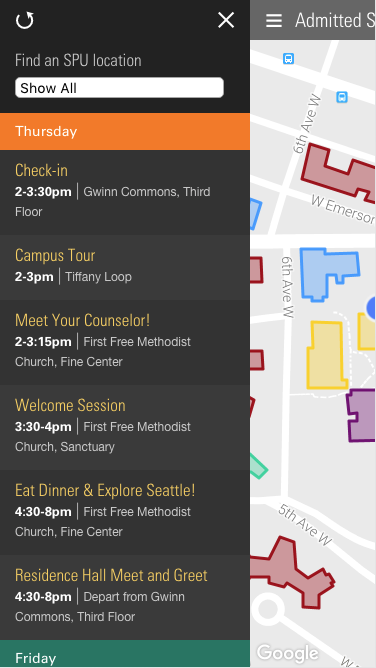 Admitted S
Find an SPU location
Show All
Thursday
Check-in
2-3:30pm | Gwinn Commons, Third
Floor
Campus Tour
2-3pm | Tiffany Loop
Meet Your Counselor!
2-3:15pm | First Free Methodist
Church, Fine Center
Welcome Session
3:30-4pm | First Free Methodist
Church, Sanctuary
Eat Dinner & Explore Seattle!
4:30-8pm | First Free Methodist
Church, Fine Center
Residence Hall Meet and Greet
4:30-8pm | Depart from Gwinn
Commons, Third Floor
Friday
6th Ave W
W Emerson
6th Ave W
5th Ave W
Google